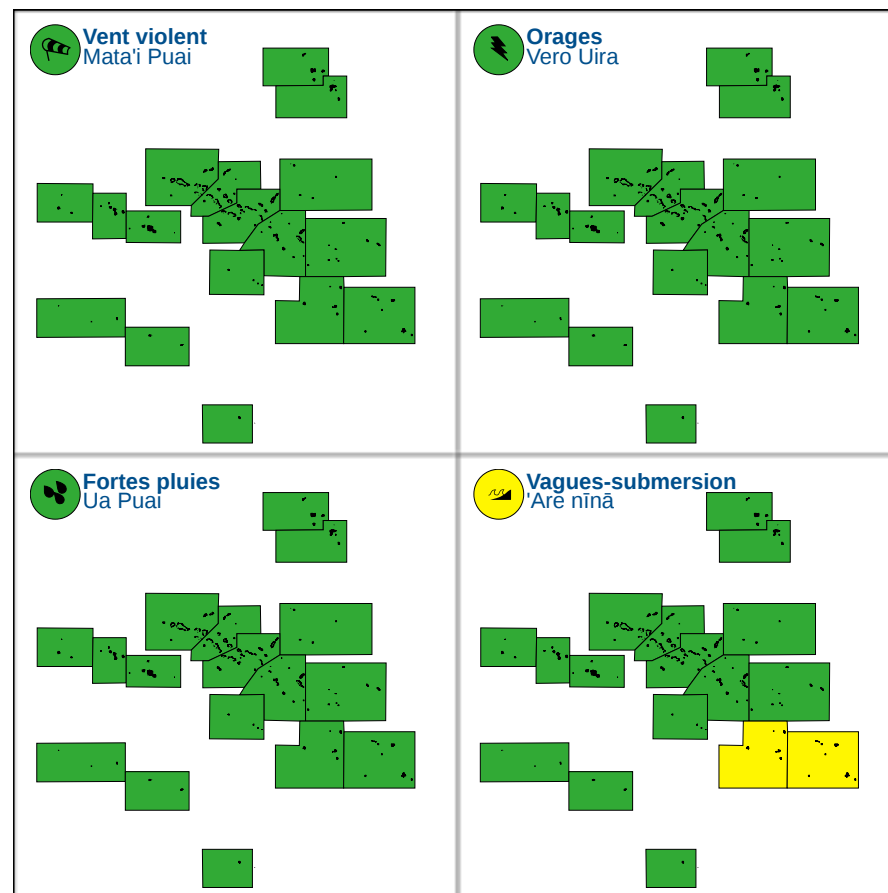 Vent violent
Mata'i Puai
Orages
Vero Uira
Fortes pluies
Ua Puai
Vagues-submersion
'Are nīnā